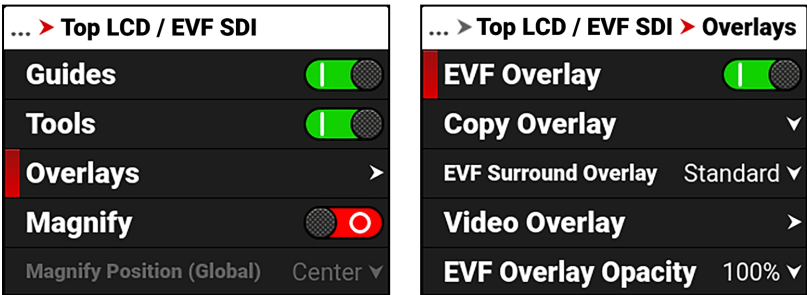 ... > Top LCD / EVF SDI
Guides
Tools
Overlays
Magnify
Magnify Position (Global) Center
... > Top LCD / EVF SDI > Overlays
EVF Overlay
Copy Overlay
EVF Surround Overlay Standard
Video Overlay
EVF Overlay Opacity 100%